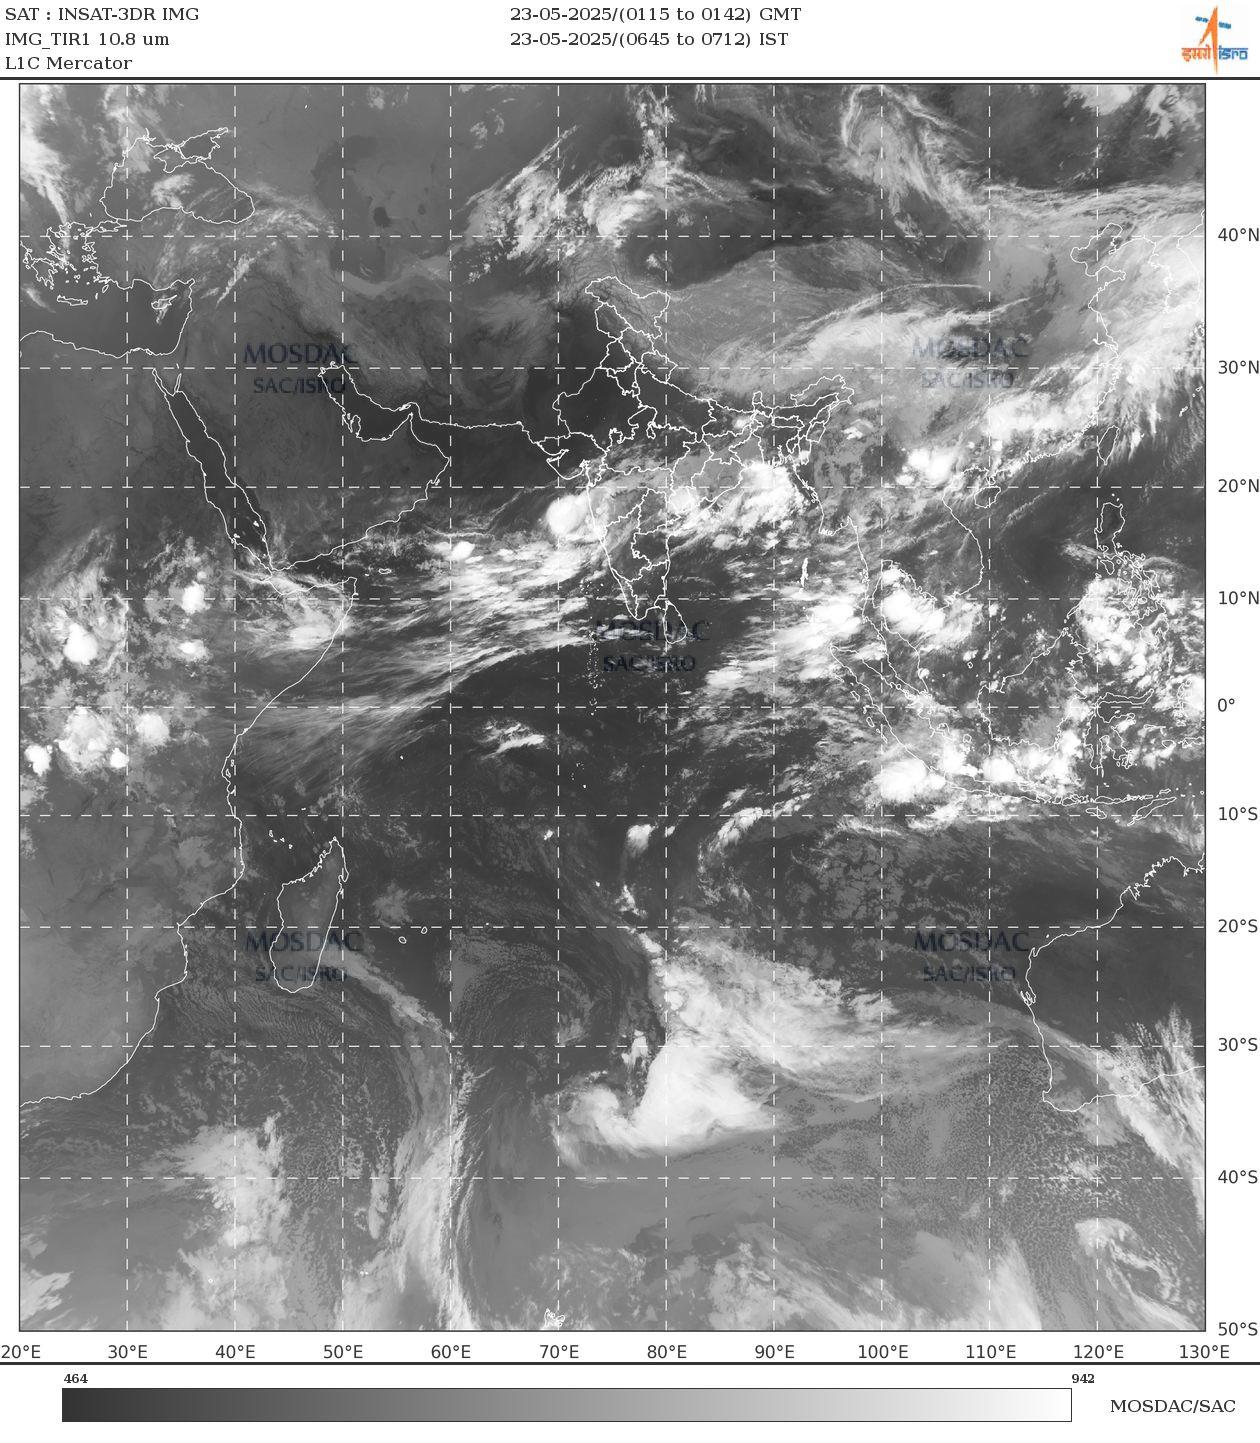 SAT : INSAT-3DR IMG
23-05-2025/(0115 to 0142) GMT
IMG_TIR1 10.8 um
23-05-2025/(0645 to 0712) IST
L1C Mercator
इसरो isro
40°N
MOSDAC
SAC/ISRO
MOSDAC
SAC/ISRO
30°N
20°N
10°N
MOSDAC
SAC/ISRO
0°
10°S
20°S
MOSDAC
SAC/ISRO
MOSDAC
SAC/ISRO
30°S
40°S
50°S
20°E 30°E 40°E 50°E 60°E 70°E 80°E 90°E 100°E 110°E 120°E 130°E
464
942
MOSDAC/SAC